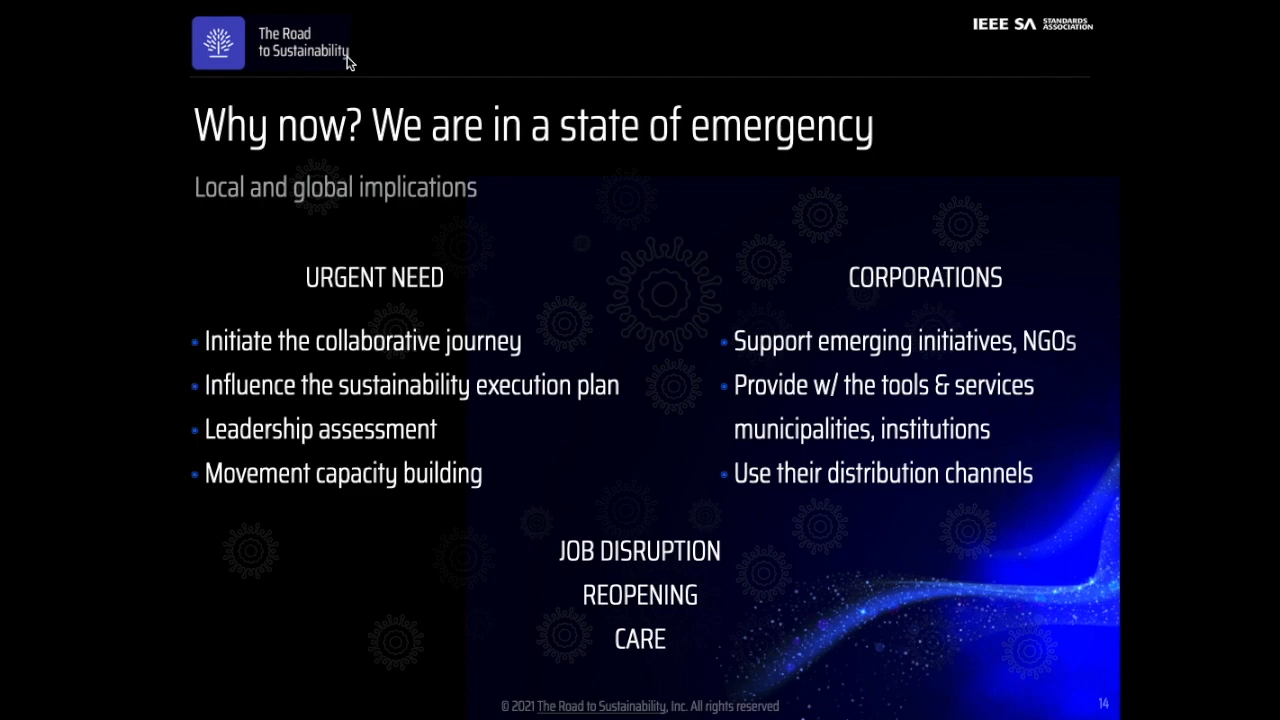 The Road
to Sustainability
IEEE SA STANDARDS
ASSOCIATION
Why now? We are in a state of emergency
Local and global implications
URGENT NEED
Initiate the collaborative journey
Influence the sustainability execution plan
Leadership assessment
Movement capacity building
CORPORATIONS
Support emerging initiatives, NGOs
Provide w/ the tools & services
municipalities, institutions
Use their distribution channels
JOB DISRUPTION
REOPENING
CARE
© 2021 The Road to Sustainability, Inc. All rights reserved
14